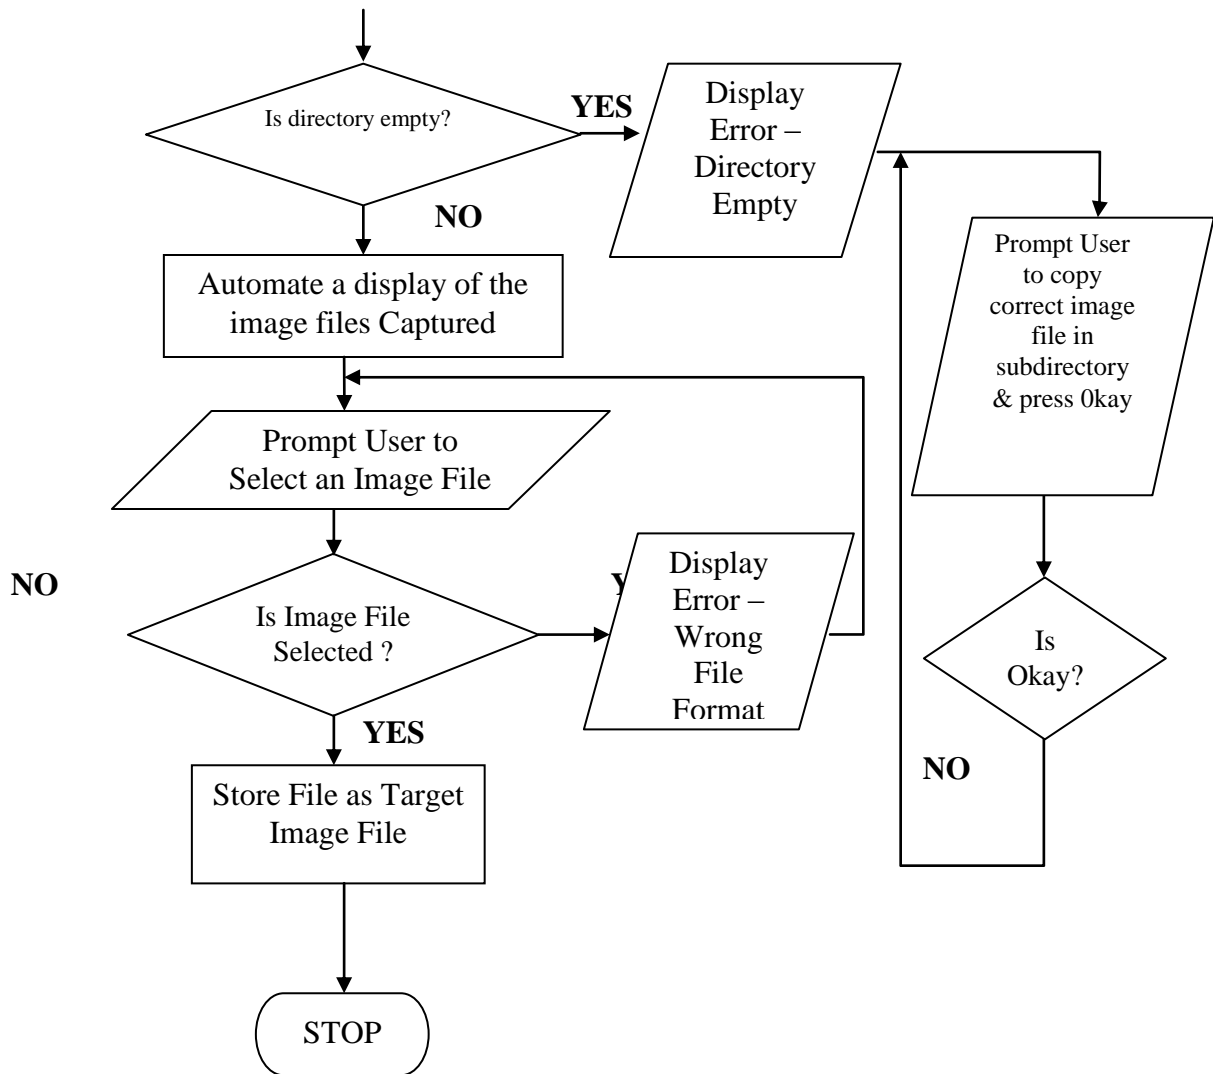 Is directory empty?
YES
Display
Error –
Directory
Empty
NO
Automate a display of the
image files Captured
Prompt User
to copy
correct image
file in
subdirectory
& press 0kay
Prompt User to
Select an Image File
NO
Is Image File
Selected ?
Display
Error –
Wrong
File
Format
Is
Okay?
YES
NO
Store File as Target
Image File
STOP